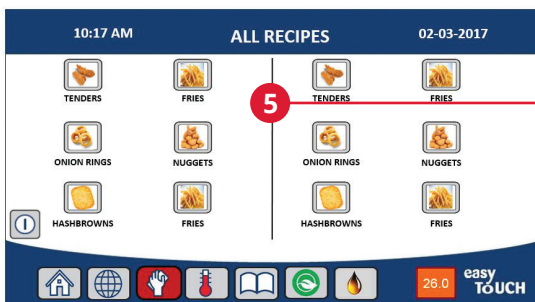 10:17 AM ALL RECIPES 02-03-2017
TENDERS FRIES TENDERS FRIES
5
ONION RINGS NUGGETS ONION RINGS NUGGETS
HASHBROWNS FRIES HASHBROWNS FRIES
26.0 easy
TOUCH